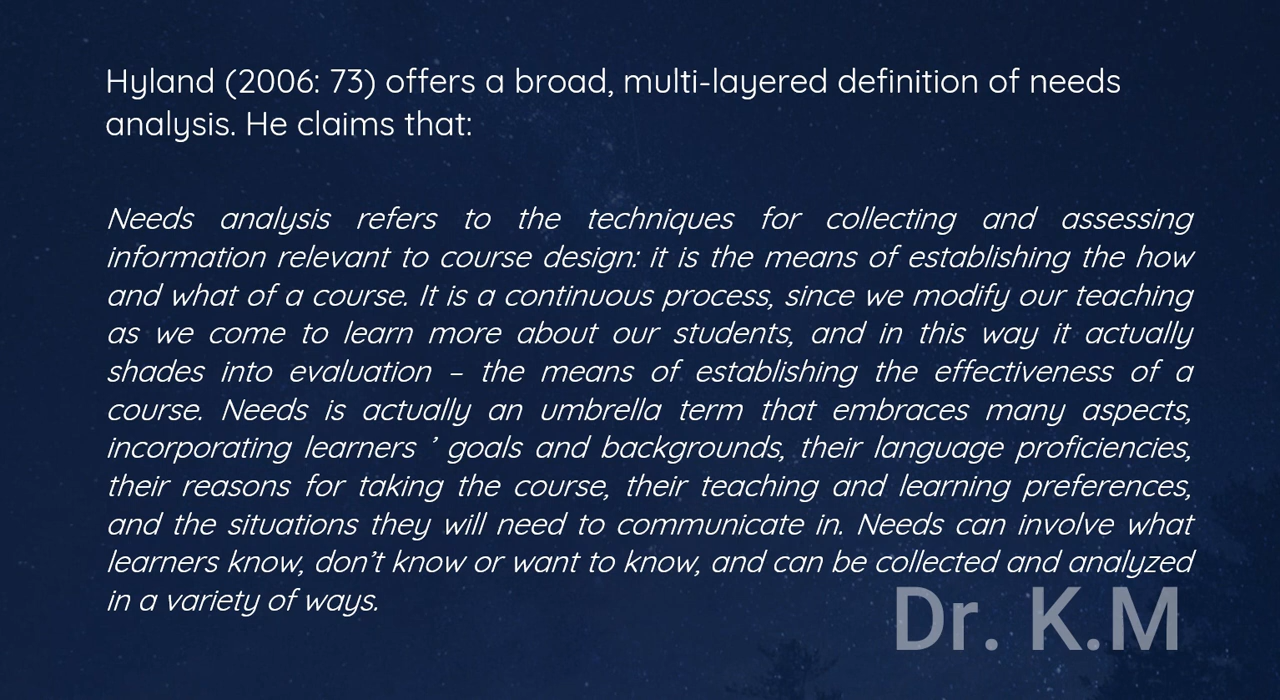 Hyland (2006: 73) offers a broad, multi-layered definition of needs
analysis. He claims that:
Needs analysis refers to the techniques for collecting and assessing
information relevant to course design: it is the means of establishing the how
and what of a course. It is a continuous process, since we modify our teaching
as we come to learn more about our students, and in this way it actually
shades into evaluation – the means of establishing the effectiveness of a
course. Needs is actually an umbrella term that embraces many aspects,
incorporating learners ’ goals and backgrounds, their language proficiencies,
their reasons for taking the course, their teaching and learning preferences,
and the situations they will need to communicate in. Needs can involve what
learners know, don’t know or want to know, and can be collected and analyzed
in a variety of ways.
Dr. K.M